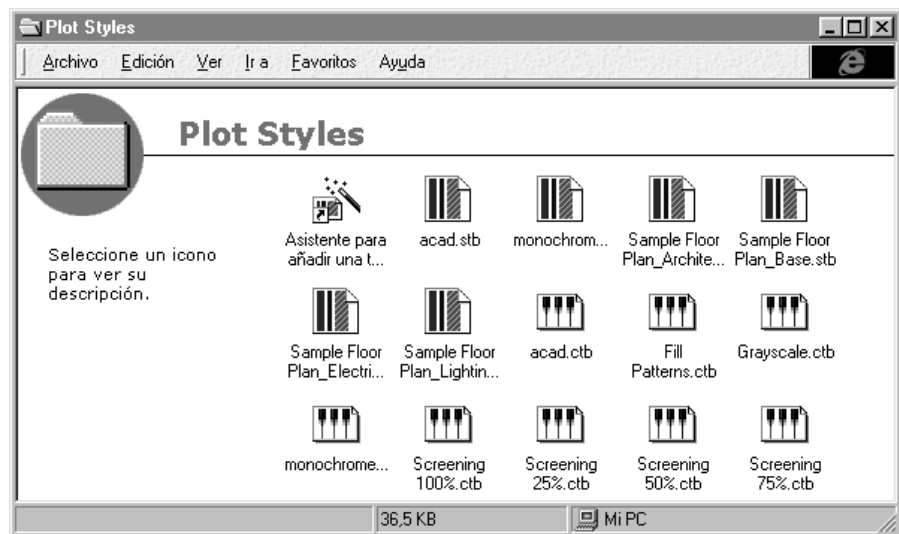 Plot Styles
Archivo Edición Ver Ir a Favoritos Ayuda
Plot Styles
Seleccione un icono
para ver su
descripción.
Asistente para
añadir una t...
acad.stb
monochrom...
Sample Floor
Plan_Archite...
Sample Floor
Plan_Base.stb
Sample Floor
Plan_Electri...
Sample Floor
Plan_Lightin...
acad.ctb
Fill
Patterns.ctb
Grayscale.ctb
monochrome...
Screening
100%.ctb
Screening
25%.ctb
Screening
50%.ctb
Screening
75%.ctb
36,5 KB
Mi PC